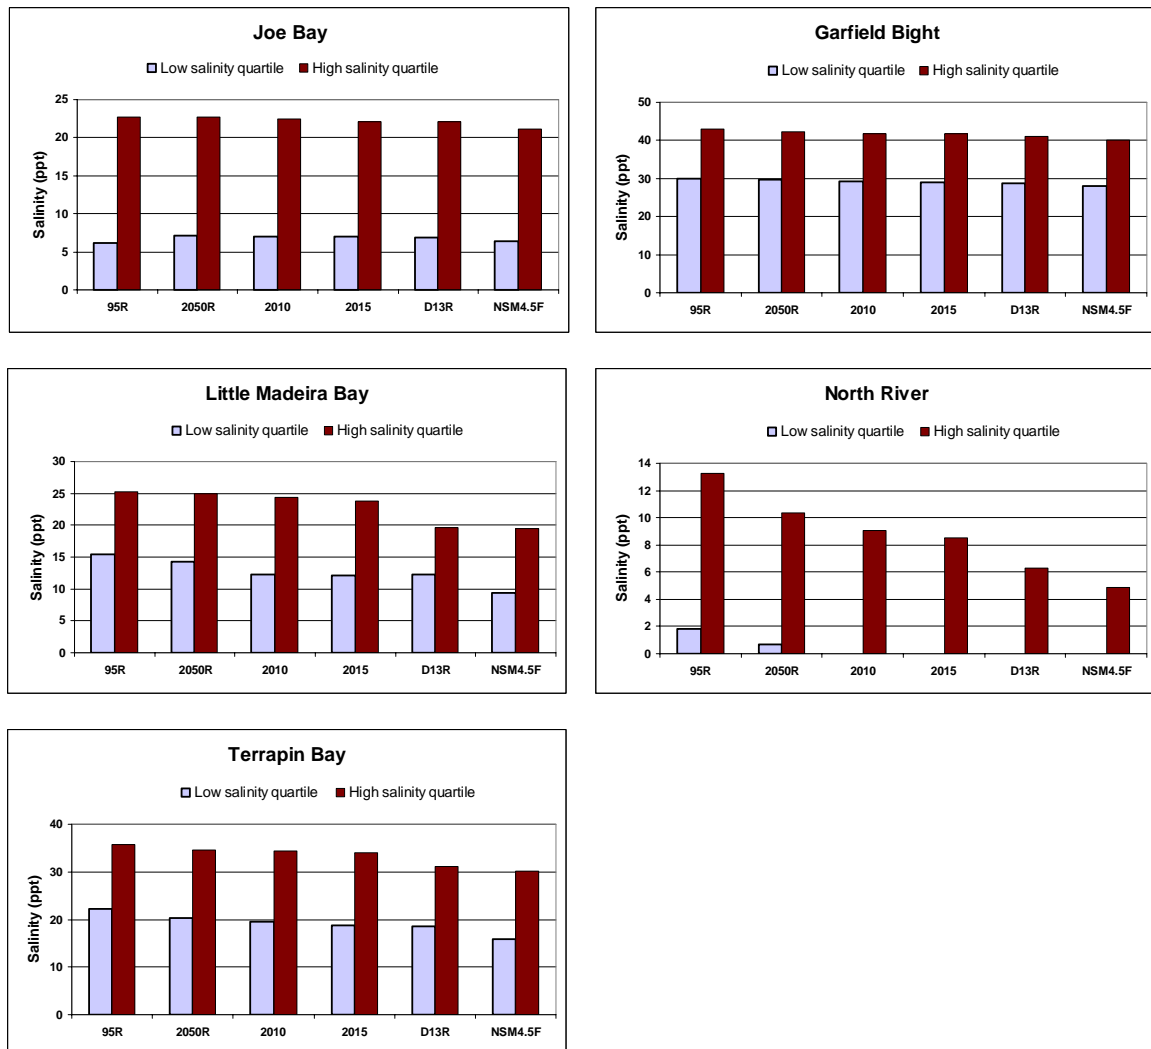 Joe Bay
Low salinity quartile High salinity quartile
Salinity (ppt)
25
20
15
10
5
0
95R 2050R 2010 2015 D13R NSM4.5F
Garfield Bight
Low salinity quartile High salinity quartile
Salinity (ppt)
50
40
30
20
10
0
95R 2050R 2010 2015 D13R NSM4.5F
Little Madeira Bay
Low salinity quartile High salinity quartile
Salinity (ppt)
30
25
20
15
10
5
0
95R 2050R 2010 2015 D13R NSM4.5F
North River
Low salinity quartile High salinity quartile
Salinity (ppt)
14
12
10
8
6
4
2
0
95R 2050R 2010 2015 D13R NSM4.5F
Terrapin Bay
Low salinity quartile High salinity quartile
Salinity (ppt)
40
30
20
10
0
95R 2050R 2010 2015 D13R NSM4.5F